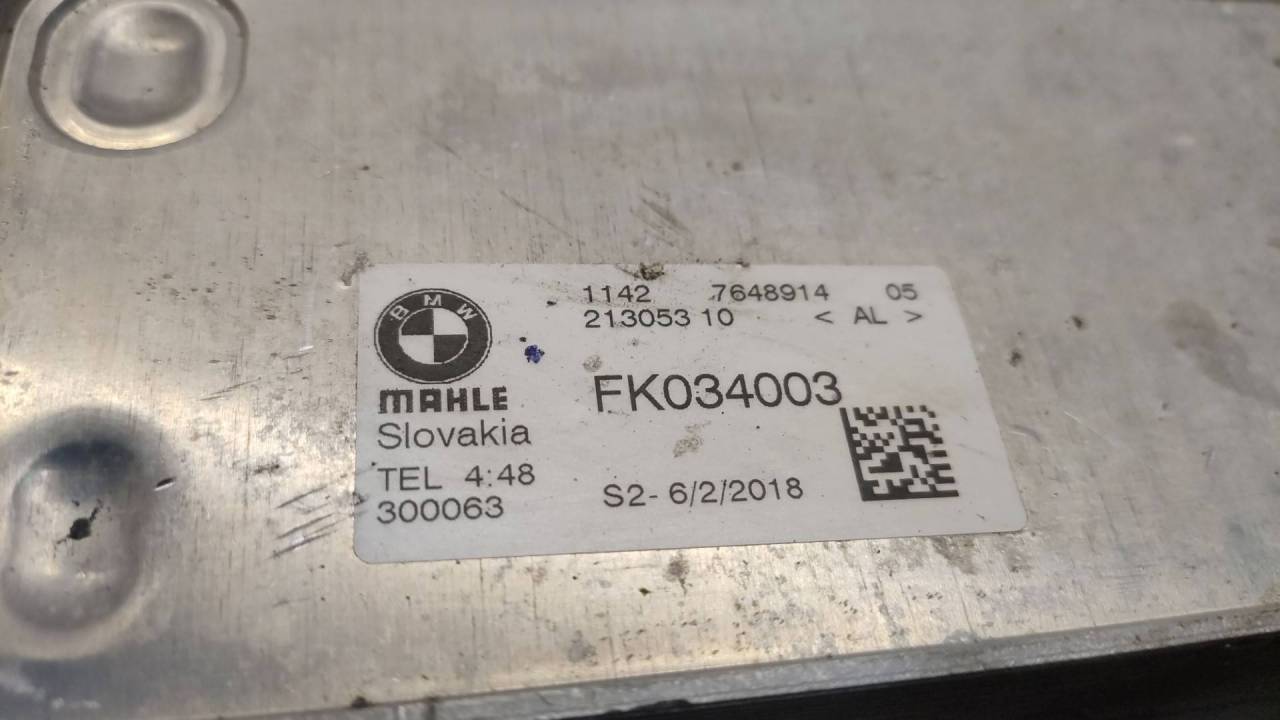 1142 7648914 05
213053 10 < AL >
BMW
MAHLE
FK034003
Slovakia
TEL 4:48
300063
S2- 6/2/2018